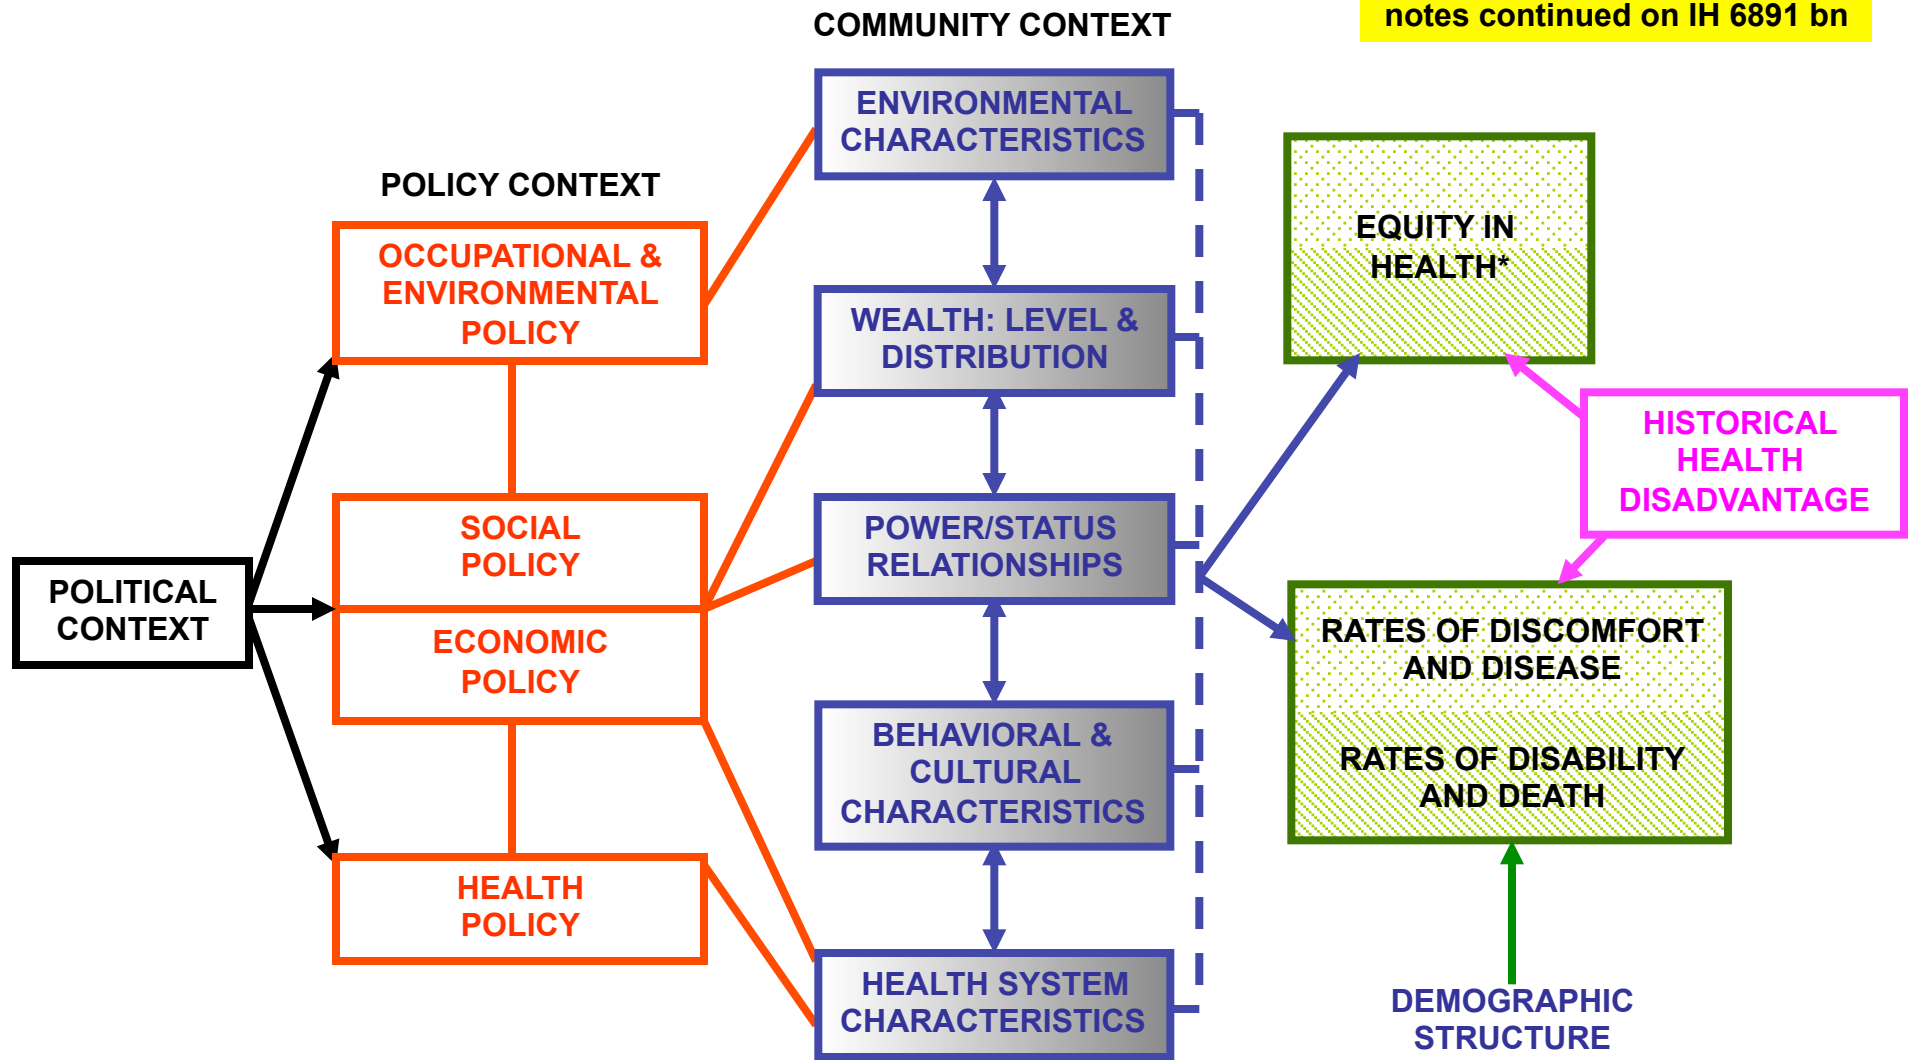 notes continued on IH 6891 bn
COMMUNITY CONTEXT
ENVIRONMENTAL
CHARACTERISTICS
POLICY CONTEXT
OCCUPATIONAL &
ENVIRONMENTAL
POLICY
WEALTH: LEVEL &
DISTRIBUTION
EQUITY IN
HEALTH*
HISTORICAL
HEALTH
DISADVANTAGE
SOCIAL
POLICY
POWER/STATUS
RELATIONSHIPS
POLITICAL
CONTEXT
ECONOMIC
POLICY
RATES OF DISCOMFORT
AND DISEASE
BEHAVIORAL &
CULTURAL
CHARACTERISTICS
RATES OF DISABILITY
AND DEATH
HEALTH
POLICY
HEALTH SYSTEM
CHARACTERISTICS
DEMOGRAPHIC
STRUCTURE